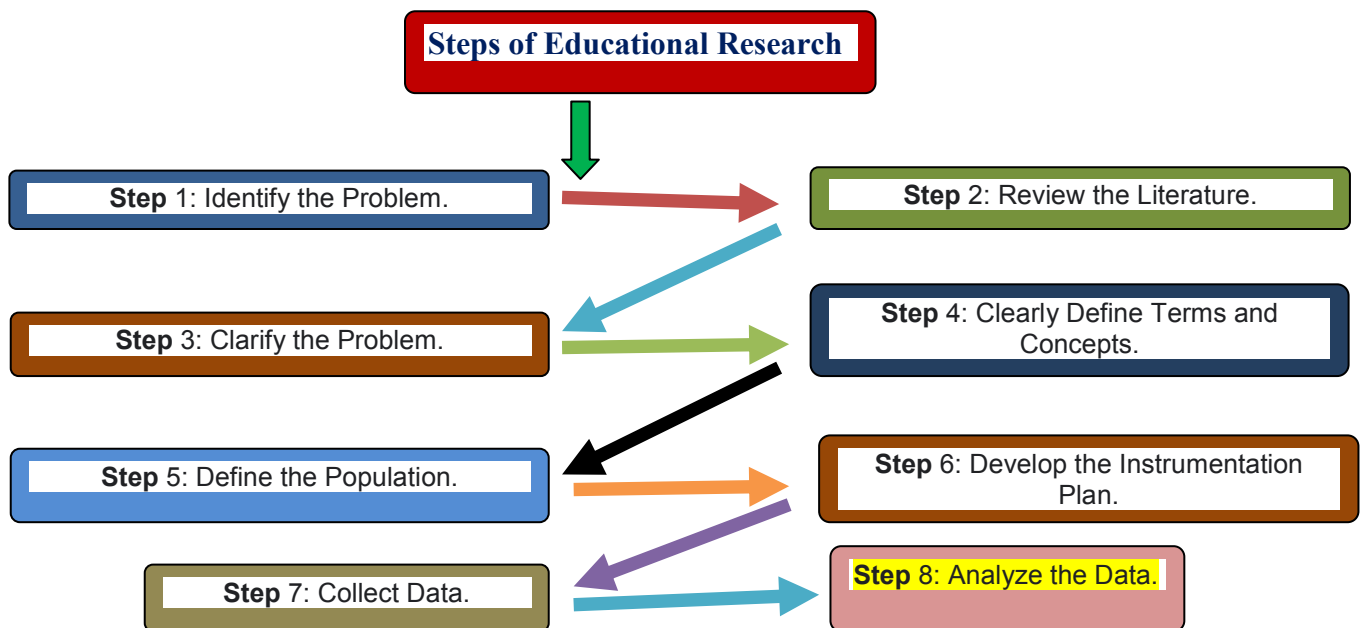 Steps of Educational Research
Step 1: Identify the Problem.
Step 2: Review the Literature.
Step 3: Clarify the Problem.
Step 4: Clearly Define Terms and
Concepts.
Step 5: Define the Population.
Step 6: Develop the Instrumentation
Plan.
Step 7: Collect Data.
Step 8: Analyze the Data.